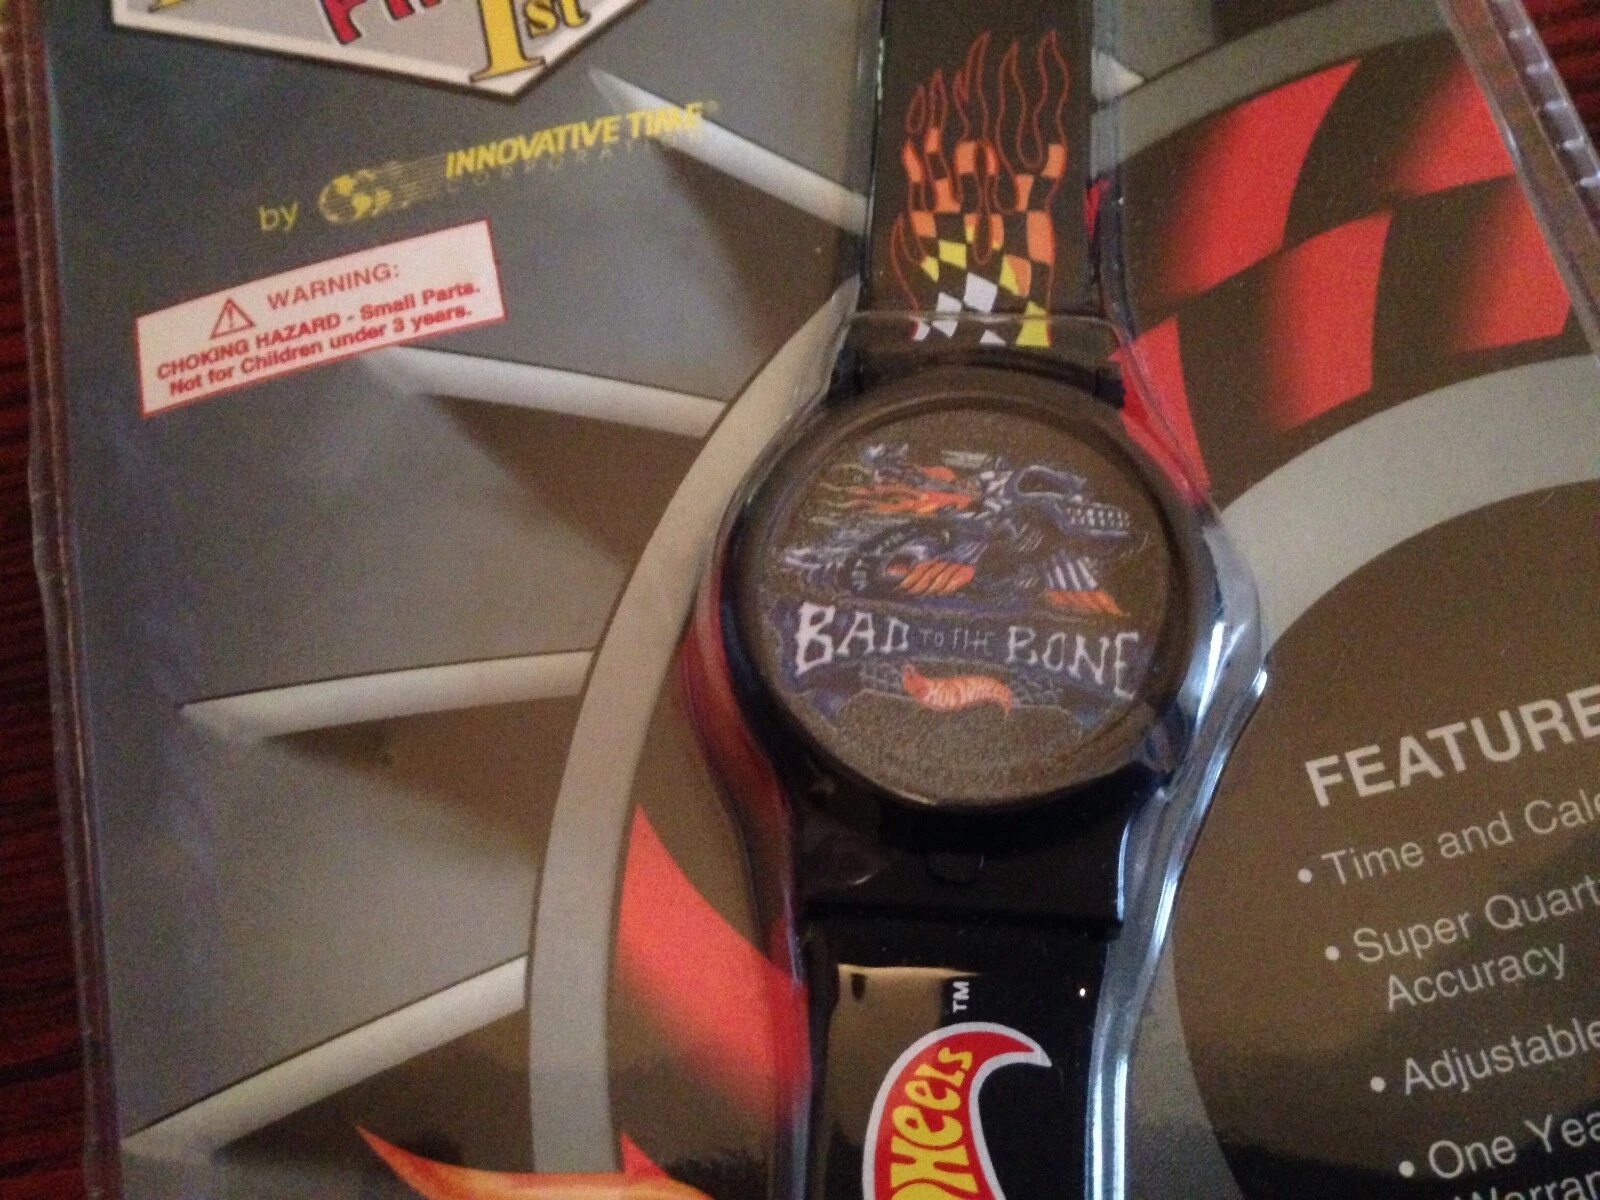 1st
by INNOVATIVE TIME
CORPORATION
WARNING:
CHOKING HAZARD - Small Parts.
Not for Children under 3 years.
BAD TO THE BONE
HOT WHEELS
FEATURE
• Time and Cale
• Super Quart
Accuracy
• Adjustable
• One Yea
Warran
TM
Wheels